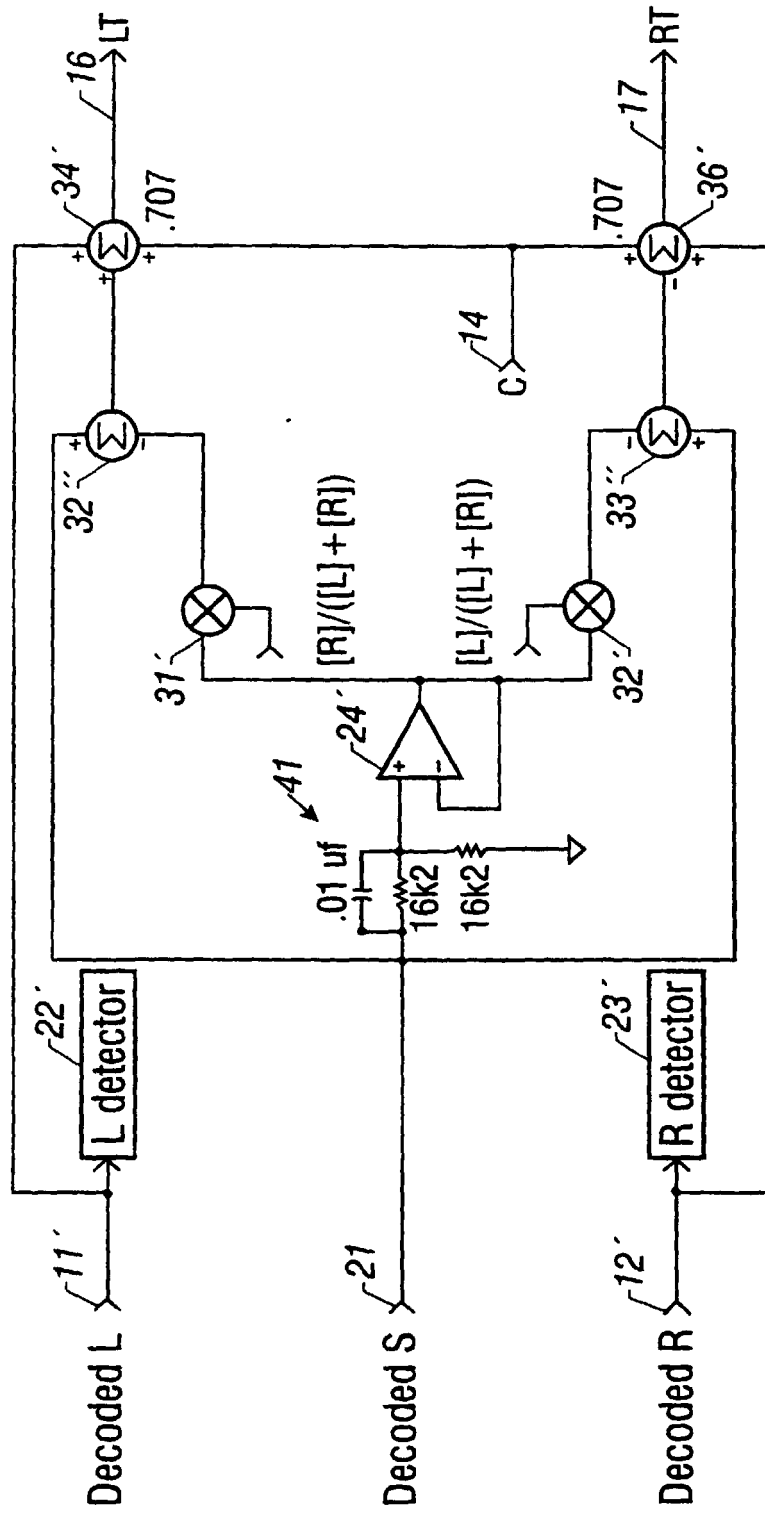 Decoded L
11′
22′
L detector
32″
34′
+
+
+
.707
16
LT
+
-
31′
[R]/([L]+[R])
Decoded S
21
.01 uf
16k2
16k2
41
24′
+
-
C
14
[L]/([L]+[R])
32′
Decoded R
12′
23′
R detector
33″
-
+
.707
+
-
+
36′
17
RT